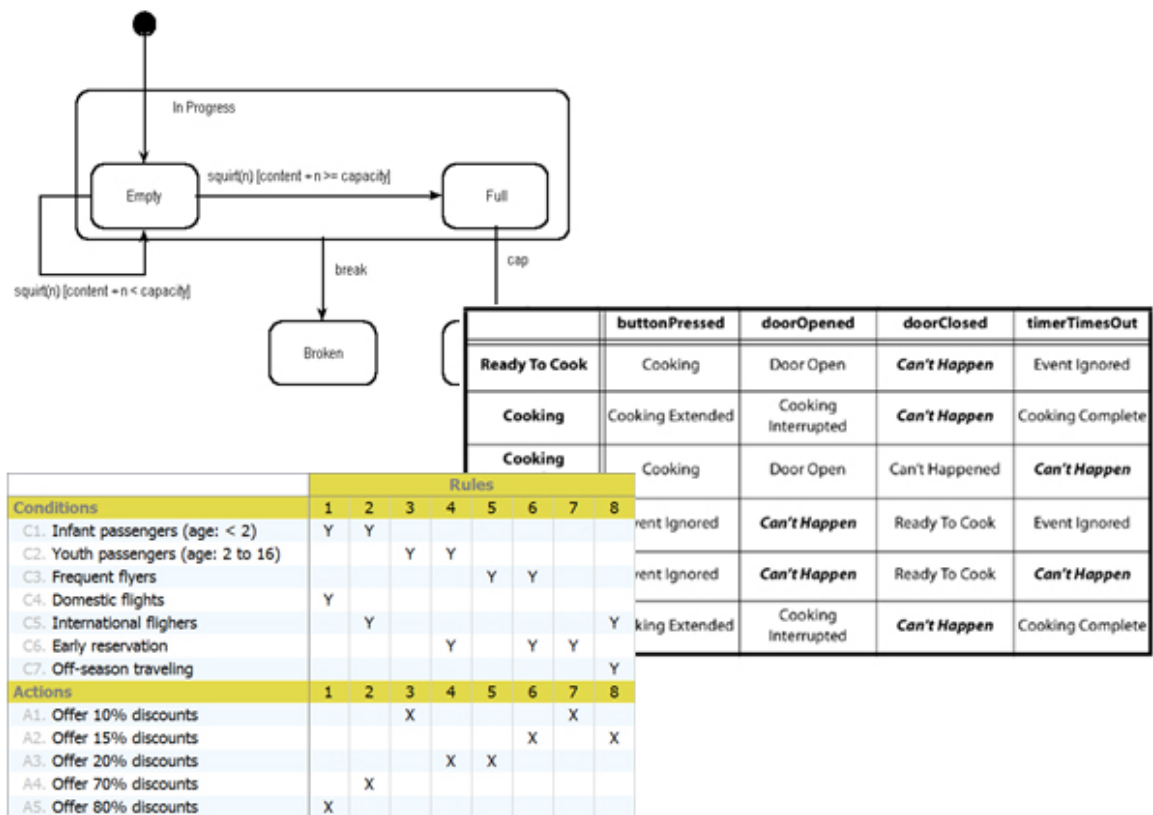 In Progress
squirt(n) [content + n >= capacity]
Empty
Full
squirt(n) [content + n < capacity]
break
cap
Broken
buttonPressed doorOpened doorClosed timerTimesOut
Ready To Cook Cooking Door Open Can't Happen Event Ignored
Cooking Cooking Extended Cooking Interrupted Can't Happen Cooking Complete
Cooking Cooking Door Open Can't Happened Can't Happen
vent Ignored Can't Happen Ready To Cook Event Ignored
vent Ignored Can't Happen Ready To Cook Can't Happen
king Extended Cooking Interrupted Can't Happen Cooking Complete
Rules
Conditions 1 2 3 4 5 6 7 8
C1. Infant passengers (age: < 2) Y Y
C2. Youth passengers (age: 2 to 16) Y Y
C3. Frequent flyers Y Y
C4. Domestic flights Y
C5. International flighers Y Y
C6. Early reservation Y Y Y
C7. Off-season traveling Y
Actions 1 2 3 4 5 6 7 8
A1. Offer 10% discounts X X
A2. Offer 15% discounts X X
A3. Offer 20% discounts X X
A4. Offer 70% discounts X
A5. Offer 80% discounts X